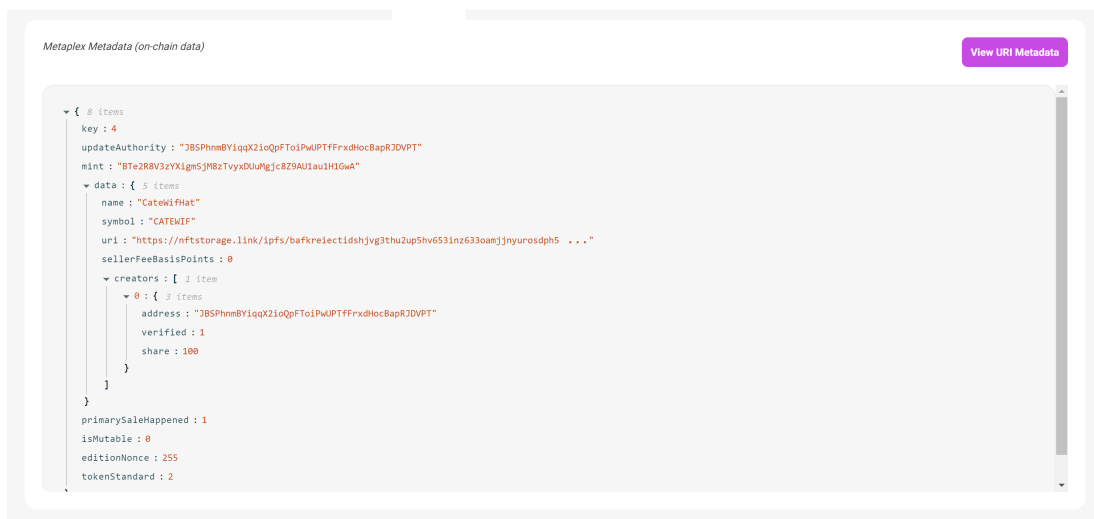 Metaplex Metadata (on-chain data)
View URI Metadata
{ 8 items
key : 4
updateAuthority : "JBSPhnmBYiqqX2ioQpFToiPwUPTfFrxdHocBapRJDVPT"
mint : "BTe2R8V3zYXigmSjM8zTvyxDUuMgjc8Z9AU1au1H1GwA"
data : { 5 items
name : "CateWifHat"
symbol : "CATEWIF"
uri : "https://nftstorage.link/ipfs/bafkreiectidshjvg3thu2up5hv653inz633oamjjnyurosdph5 ..."
sellerFeeBasisPoints : 0
creators : [ 1 item
0 : { 3 items
address : "JBSPhnmBYiqqX2ioQpFToiPwUPTfFrxdHocBapRJDVPT"
verified : 1
share : 100
}
]
}
primarySaleHappened : 1
isMutable : 0
editionNonce : 255
tokenStandard : 2